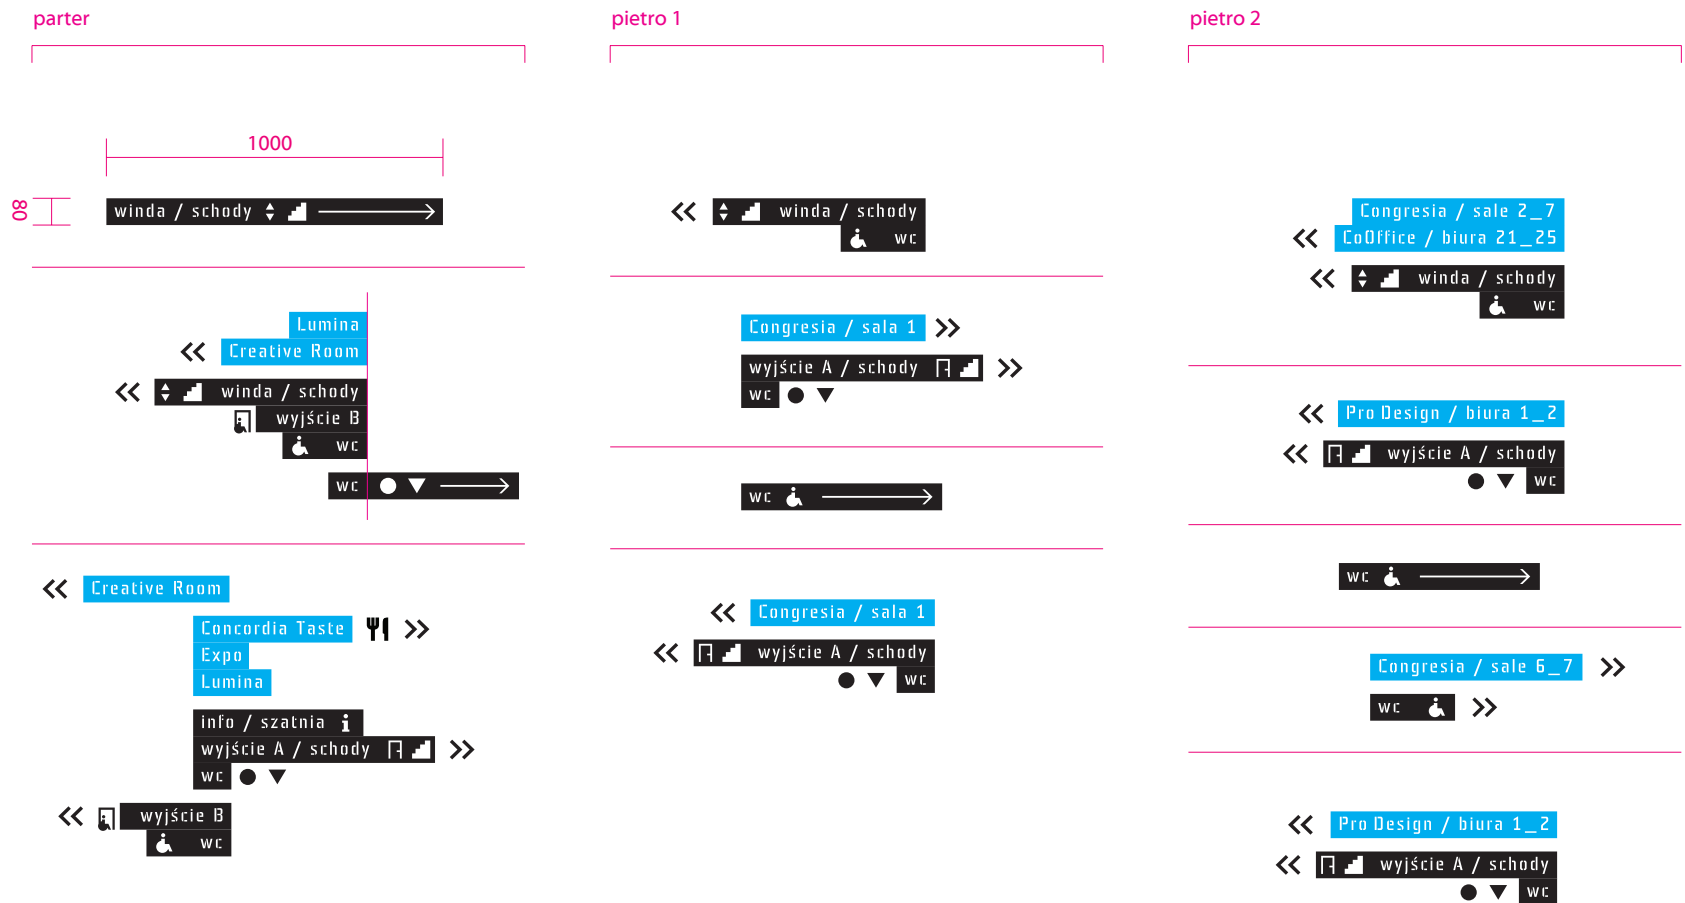 parter
1000
80
winda / schody
Lumina
Creative Room
winda / schody
wyjście B
wc
wc
Creative Room
Concordia Taste
Expo
Lumina
info / szatnia
wyjście A / schody
wc
wyjście B
wc
pietro 1
winda / schody
wc
Congresia / sala 1
wyjście A / schody
wc
wc
Congresia / sala 1
wyjście A / schody
wc
pietro 2
Congresia / sale 2_7
CoOffice / biura 21_25
winda / schody
wc
Pro Design / biura 1_2
wyjście A / schody
wc
wc
Congresia / sale 6_7
wc
Pro Design / biura 1_2
wyjście A / schody
wc